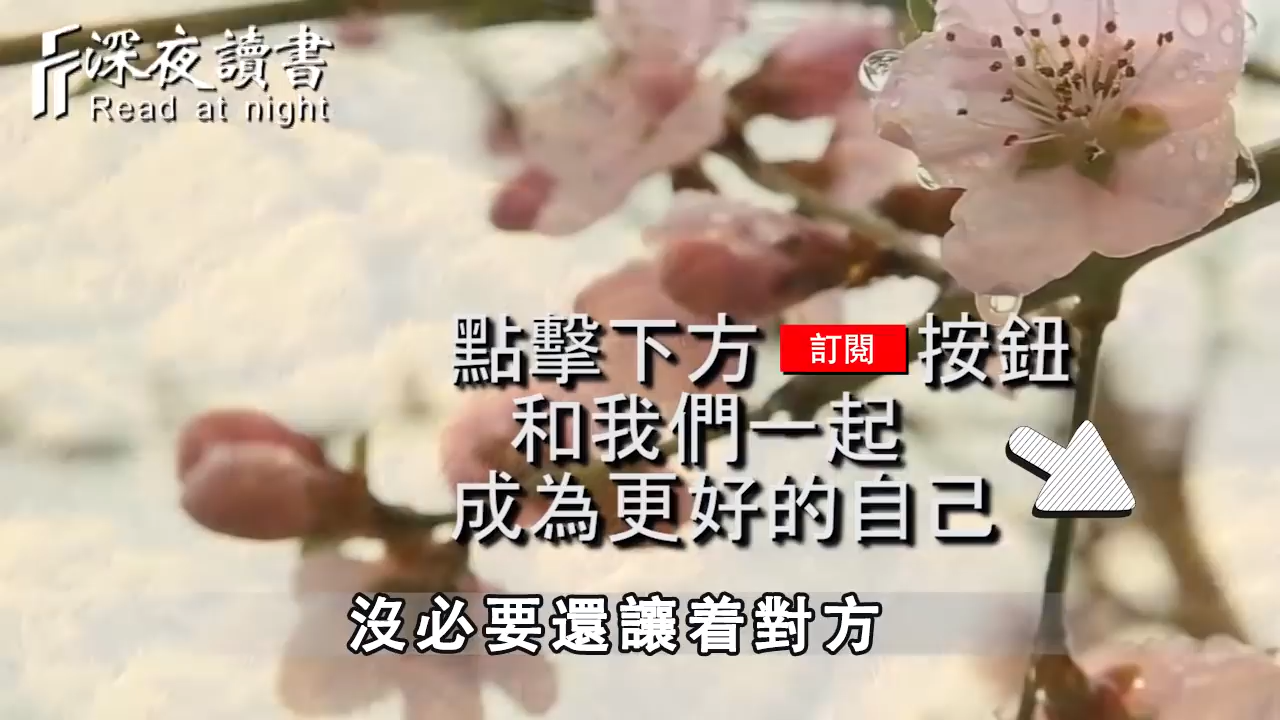 深夜讀書
Read at night
點擊下方 訂閱 按鈕
和我們一起
成為更好的自己
沒必要還讓着對方